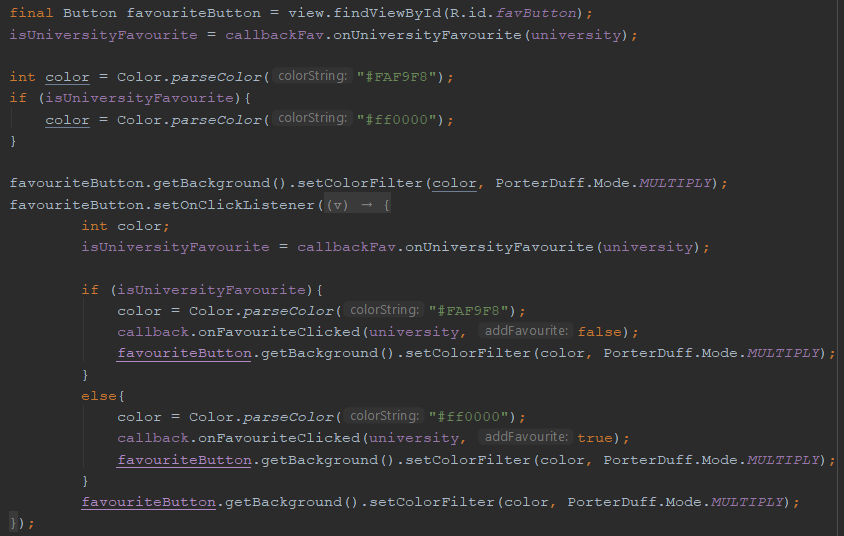 final Button favouriteButton = view.findViewById(R.id.favButton);
isUniversityFavourite = callbackFav.onUniversityFavourite(university);
int color = Color.parseColor( colorString: "#FAF9F8");
if (isUniversityFavourite){
color = Color.parseColor( colorString: "#ff0000");
}
favouriteButton.getBackground().setColorFilter(color, PorterDuff.Mode.MULTIPLY);
favouriteButton.setOnClickListener((v) → {
int color;
isUniversityFavourite = callbackFav.onUniversityFavourite(university);
if (isUniversityFavourite){
color = Color.parseColor( colorString: "#FAF9F8");
callback.onFavouriteClicked(university, addFavourite: false);
favouriteButton.getBackground().setColorFilter(color, PorterDuff.Mode.MULTIPLY);
}
else{
color = Color.parseColor( colorString: "#ff0000");
callback.onFavouriteClicked(university, addFavourite: true);
favouriteButton.getBackground().setColorFilter(color, PorterDuff.Mode.MULTIPLY);
}
favouriteButton.getBackground().setColorFilter(color, PorterDuff.Mode.MULTIPLY);
});